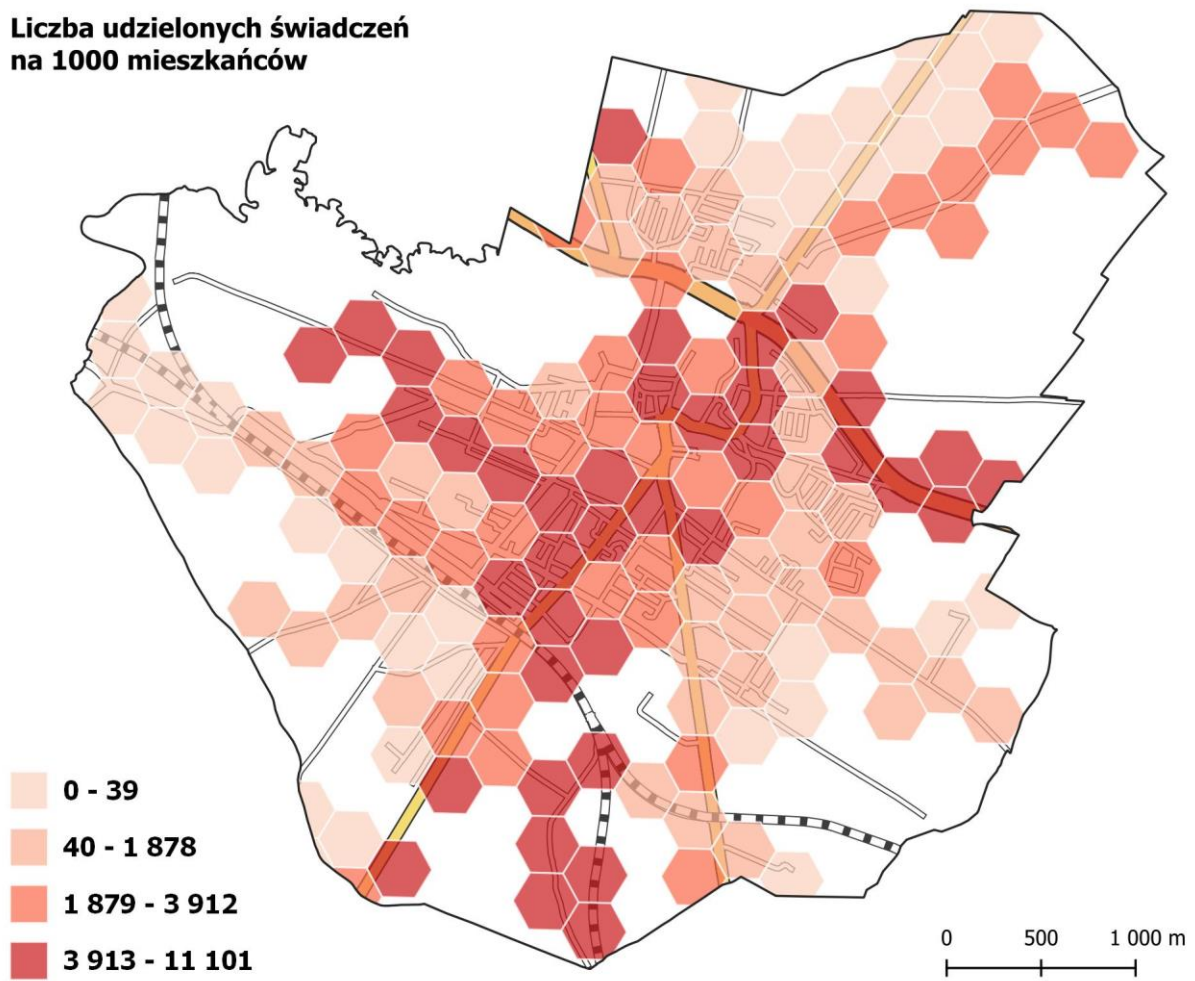 Liczba udzielonych świadczeń
na 1000 mieszkańców
0 - 39
40 - 1 878
1 879 - 3 912
3 913 - 11 101
0 500 1 000 m